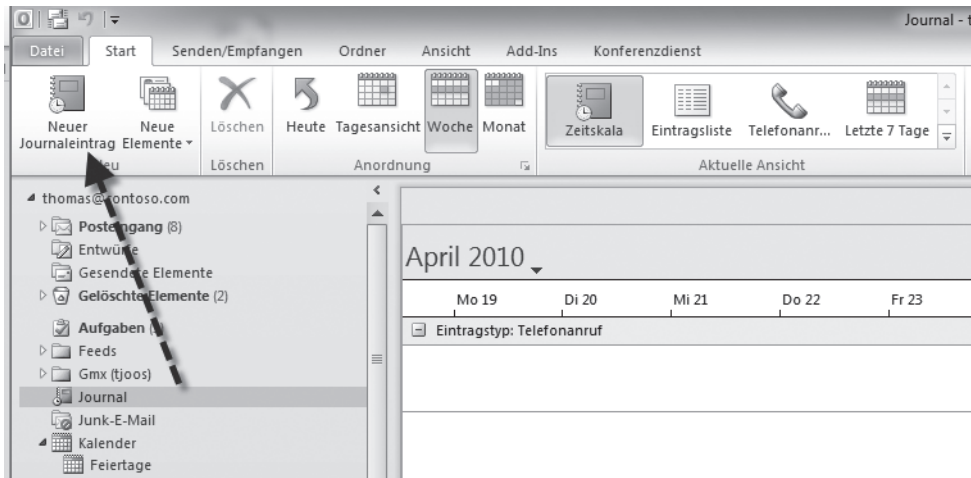 Journal - t
Datei Start Senden/Empfangen Ordner Ansicht Add-Ins Konferenzdienst
Neuer Journaleintrag
Neue Elemente
Löschen
Heute Tagesansicht Woche Monat
Zeitskala Eintragsliste Telefonanr... Letzte 7 Tage
Löschen Anordnung Aktuelle Ansicht
Posteingang (8)
Gesendete Elemente
Gelöschte Elemente (2)
Aufgaben
Feeds
Gmx (tjoos)
Journal
Junk-E-Mail
Kalender
Feiertage
April 2010
Mo 19 Di 20 Mi 21 Do 22 Fr 23
Eintragstyp: Telefonanruf